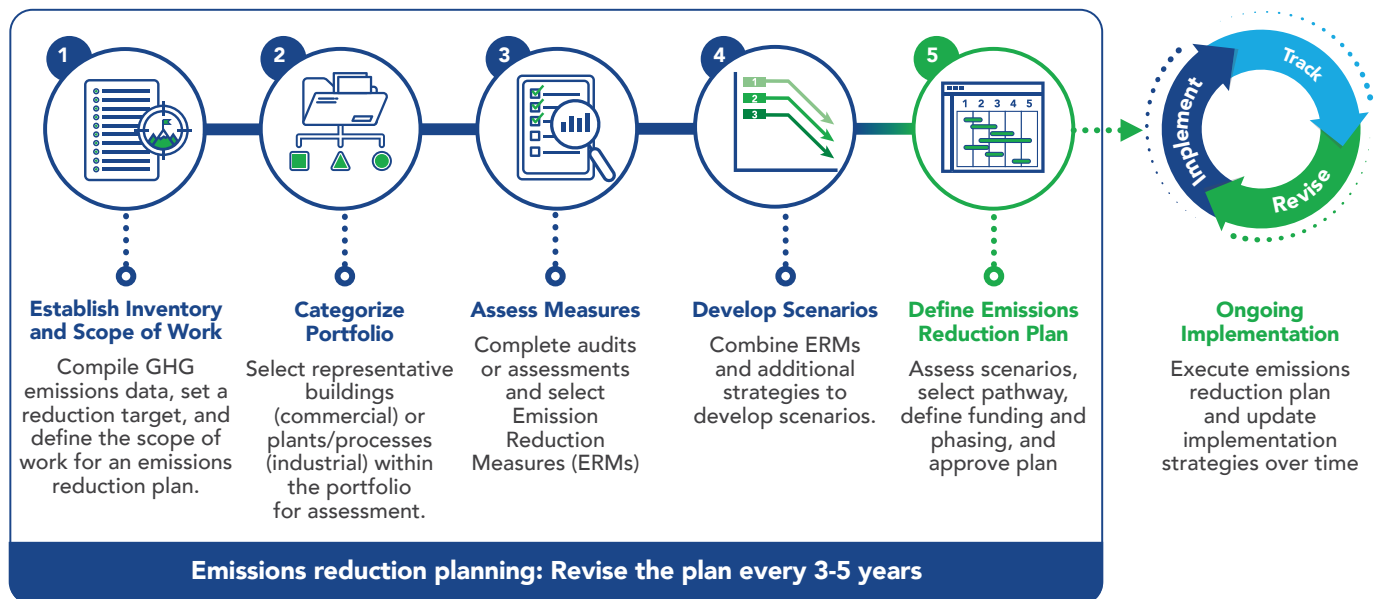 1
2
3
4
5
1
2
3
1 2 3 4 5
Implement
Track
Revise
Establish Inventory
and Scope of Work
Compile GHG
emissions data, set a
reduction target, and
define the scope of
work for an emissions
reduction plan.
Categorize
Portfolio
Select representative
buildings
(commercial) or
plants/processes
(industrial) within
the portfolio
for assessment.
Assess Measures
Complete audits
or assessments
and select
Emission
Reduction
Measures (ERMs)
Develop Scenarios
Combine ERMs
and additional
strategies to
develop scenarios.
Define Emissions
Reduction Plan
Assess scenarios,
select pathway,
define funding and
phasing, and
approve plan
Ongoing
Implementation
Execute emissions
reduction plan
and update
implementation
strategies over time
Emissions reduction planning: Revise the plan every 3-5 years